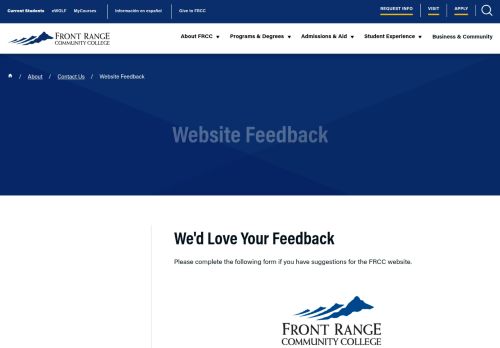 Current Students eWOLF MyCourses Información en español Give to FRCC REQUEST INFO VISIT APPLY
FRONT RANGE
COMMUNITY COLLEGE
About FRCC Programs & Degrees Admissions & Aid Student Experience Business & Community
/ About / Contact Us / Website Feedback
Website Feedback
We'd Love Your Feedback
Please complete the following form if you have suggestions for the FRCC website.
FRONT RANGE
COMMUNITY COLLEGE